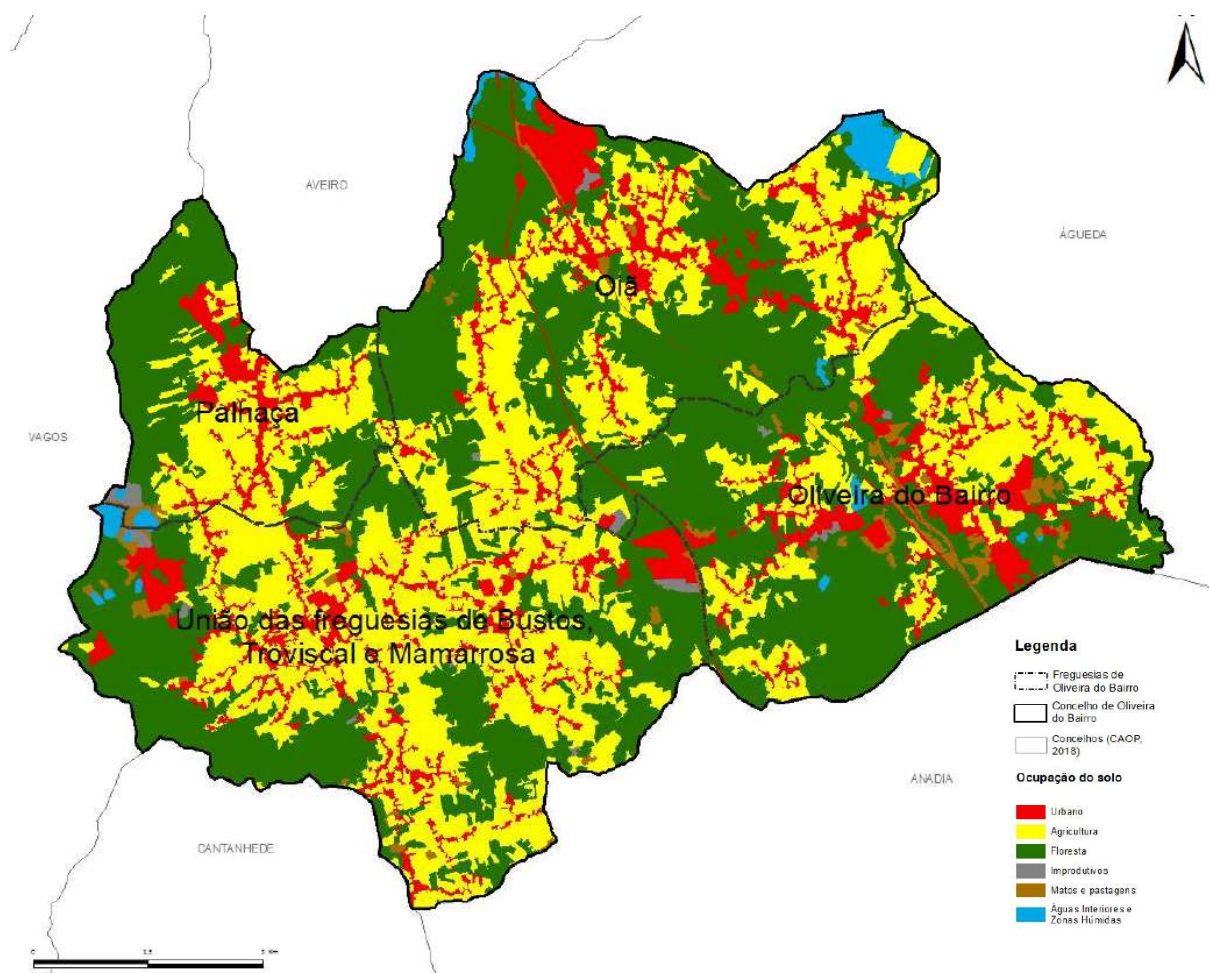 AVEIRO
ÁGUEDA
Oiã
Palhaça
VAGOS
Oliveira do Bairro
União das freguesias de Bustos,
Troviscal e Mamarrosa
ANADIA
CANTANHEDE
Legenda
Freguesias de
Oliveira do Bairro
Concelho de Oliveira
do Bairro
Concelhos (CAOP,
2018)
Ocupação do solo
Urbano
Agricultura
Floresta
Improdutivos
Matos e pastagens
Águas Interiores e
Zonas Húmidas
0